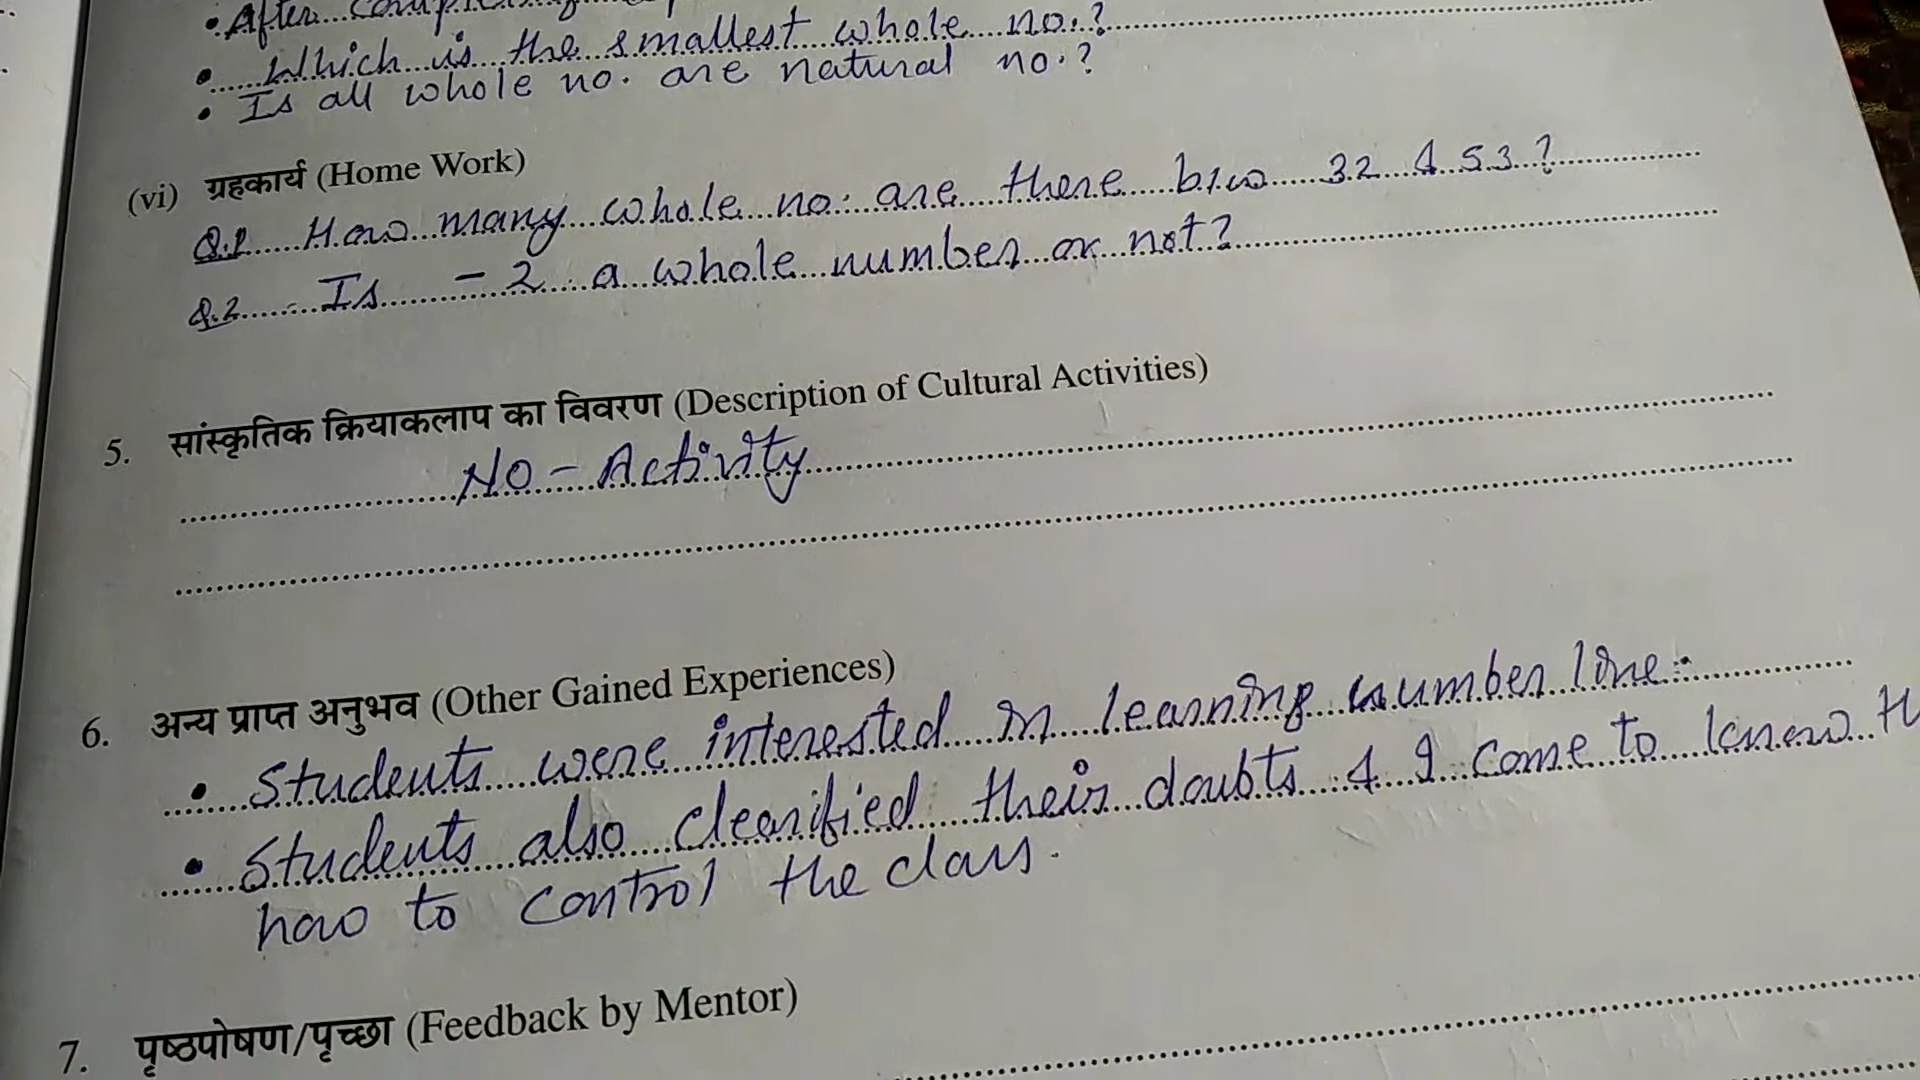 • After
• Which is the smallest whole no.?
• Is all whole no. are natural no.?
(vi) ग्रहकार्य (Home Work)
Q.1 How many whole no. are there b/w 32 & 53?
Q.2 Is -2 a whole number or not?
5. सांस्कृतिक क्रियाकलाप का विवरण (Description of Cultural Activities)
No - Activity
6. अन्य प्राप्त अनुभव (Other Gained Experiences)
• Students were interested in learning number line.
• Students also clearified their doubts & I come to know
how to control the class.
7. पृष्ठपोषण/पृच्छा (Feedback by Mentor)